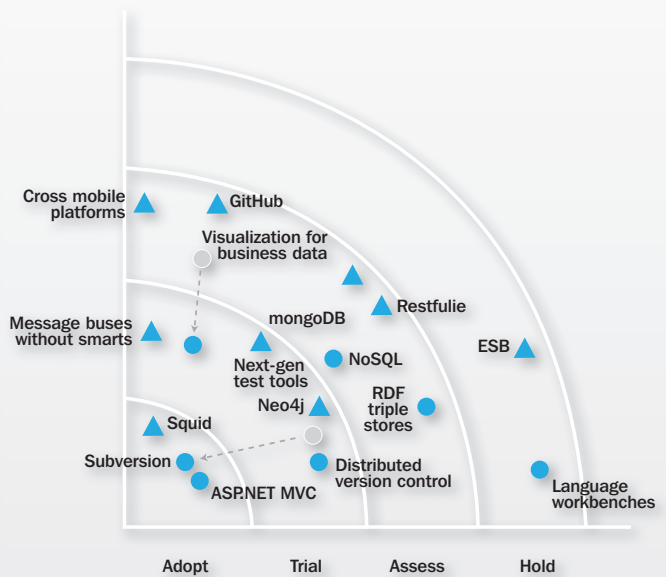 Cross mobile
platforms
GitHub
Visualization for
business data
mongoDB
Restfulie
Message buses
without smarts
Next-gen
test tools
NoSQL
ESB
RDF
triple
stores
Neo4j
Squid
Subversion
ASP.NET MVC
Distributed
version control
Language
workbenches
Adopt
Trial
Assess
Hold